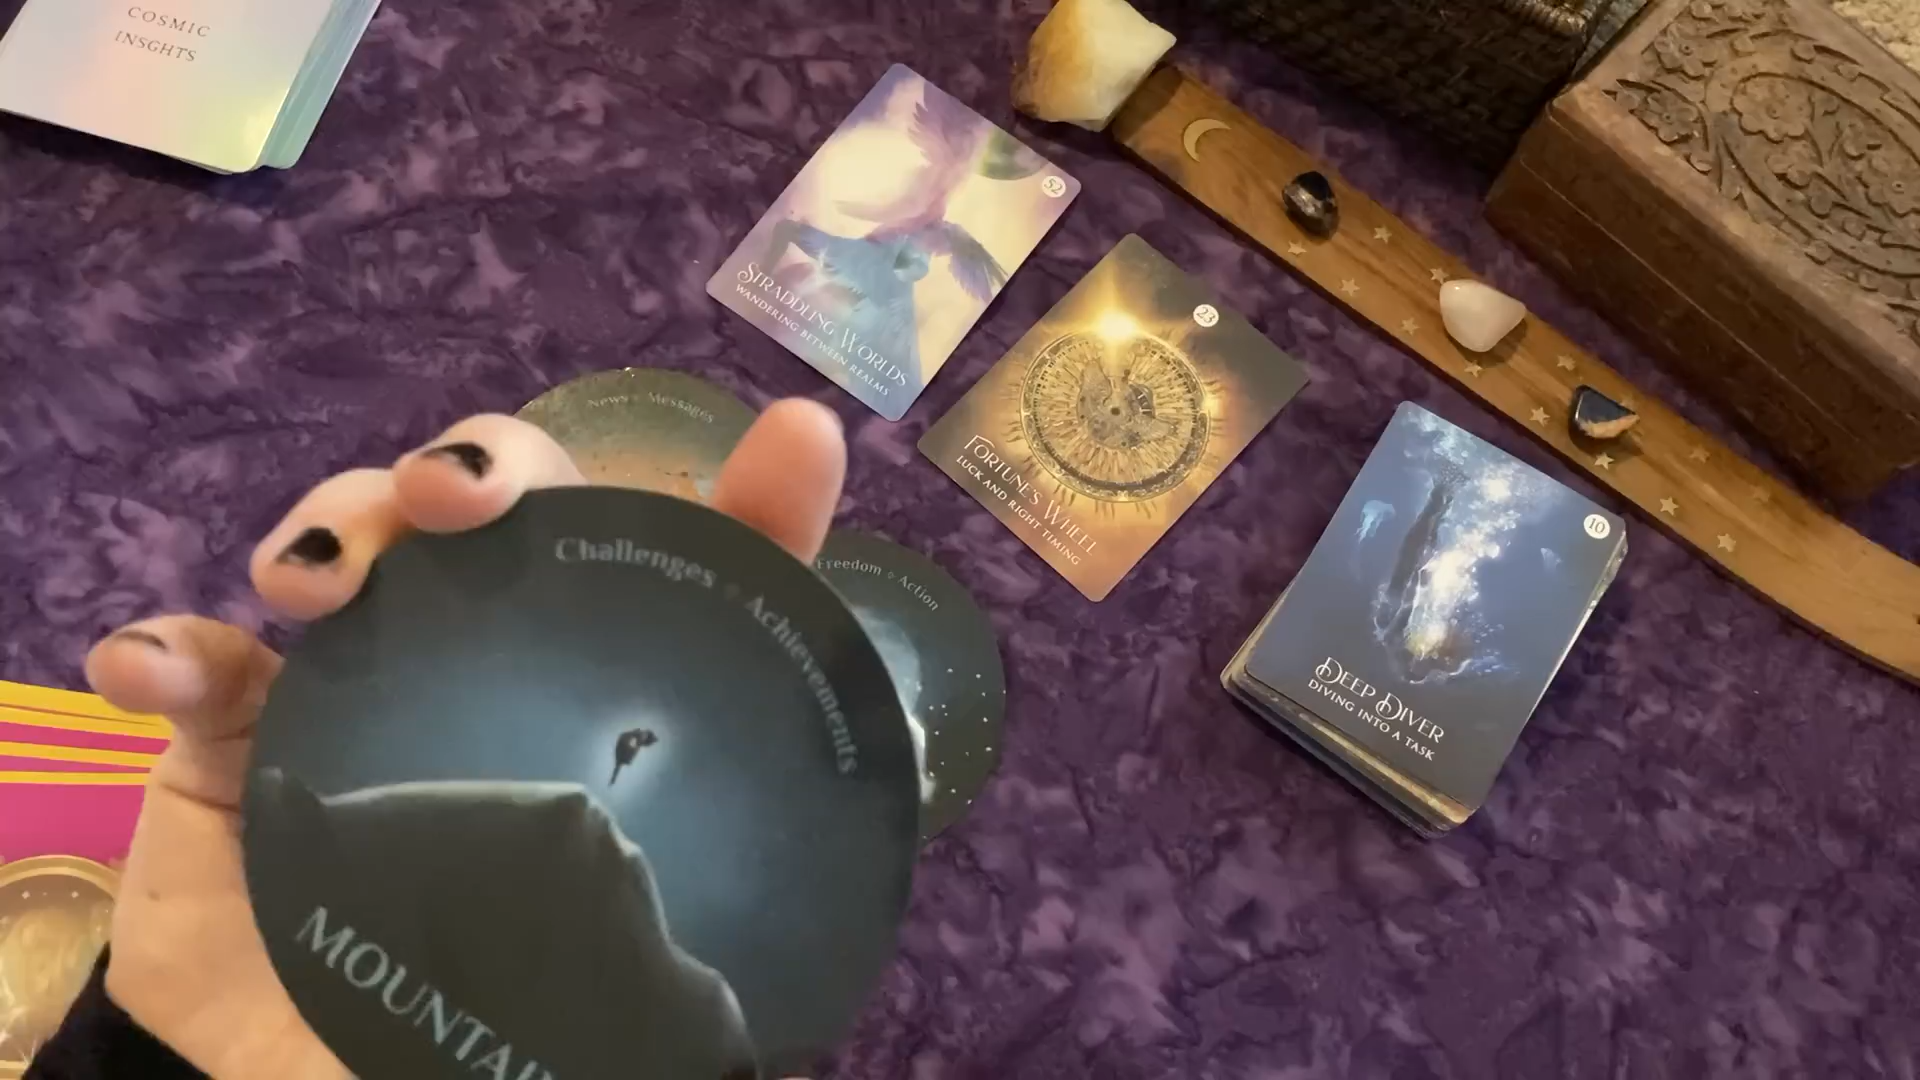 COSMIC
INSGHTS
52
STRADDLING WORLDS
WANDERING BETWEEN REALMS
23
FORTUNE'S WHEEL
LUCK AND RIGHT TIMING
10
DEEP DIVER
DIVING INTO A TASK
News ⋄ Messages
Freedom ⋄ Action
Challenges ⋄ Achievements
MOUNTAIN